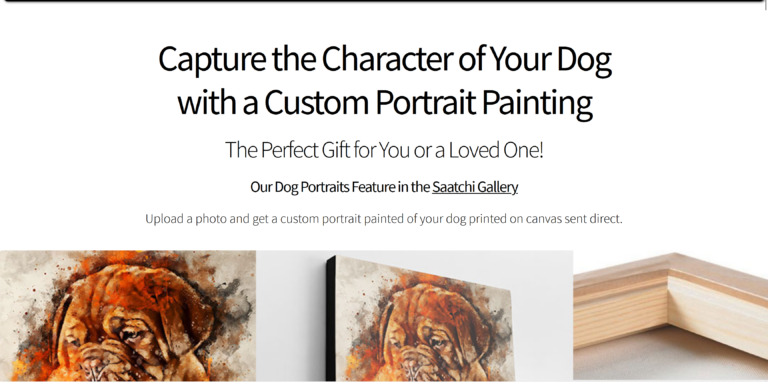 Capture the Character of Your Dog
with a Custom Portrait Painting
The Perfect Gift for You or a Loved One!
Our Dog Portraits Feature in the Saatchi Gallery
Upload a photo and get a custom portrait painted of your dog printed on canvas sent direct.